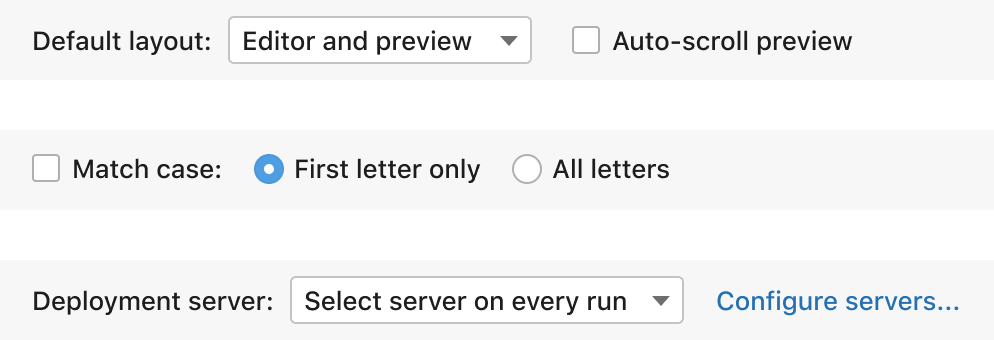 Default layout: Editor and preview Auto-scroll preview
Match case: First letter only All letters
Deployment server: Select server on every run Configure servers...